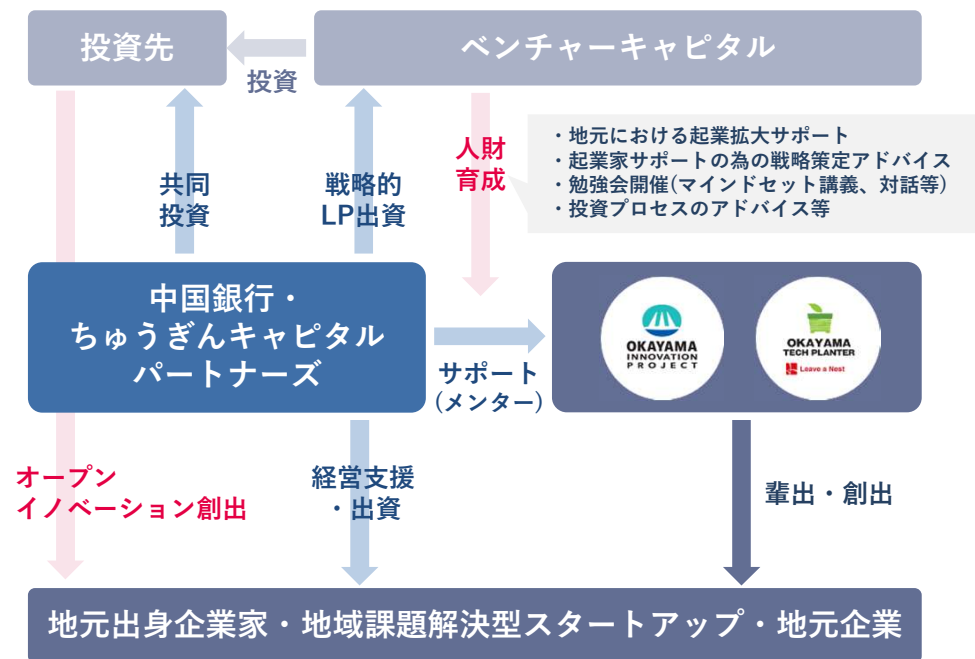 投資先
ベンチャーキャピタル
投資
共同
投資
戦略的
LP出資
人財
育成
・地元における起業拡大サポート
・起業家サポートの為の戦略策定アドバイス
・勉強会開催(マインドセット講義、対話等)
・投資プロセスのアドバイス等
中国銀行・
ちゅうぎんキャピタル
パートナーズ
サポート
(メンター)
OKAYAMA
INNOVATION
PROJECT
OKAYAMA
TECH PLANTER
Leave a Nest
オープン
イノベーション創出
経営支援
・出資
輩出・創出
地元出身企業家・地域課題解決型スタートアップ・地元企業